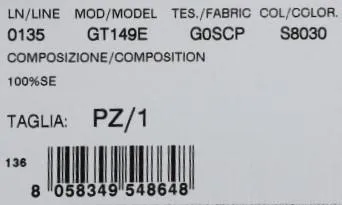 LN/LINE MOD/MODEL TES./FABRIC COL/COLOR.
0135 GT149E G0SCP S8030
COMPOSIZIONE/COMPOSITION
100%SE
TAGLIA: PZ/1
136
8 058349 548648